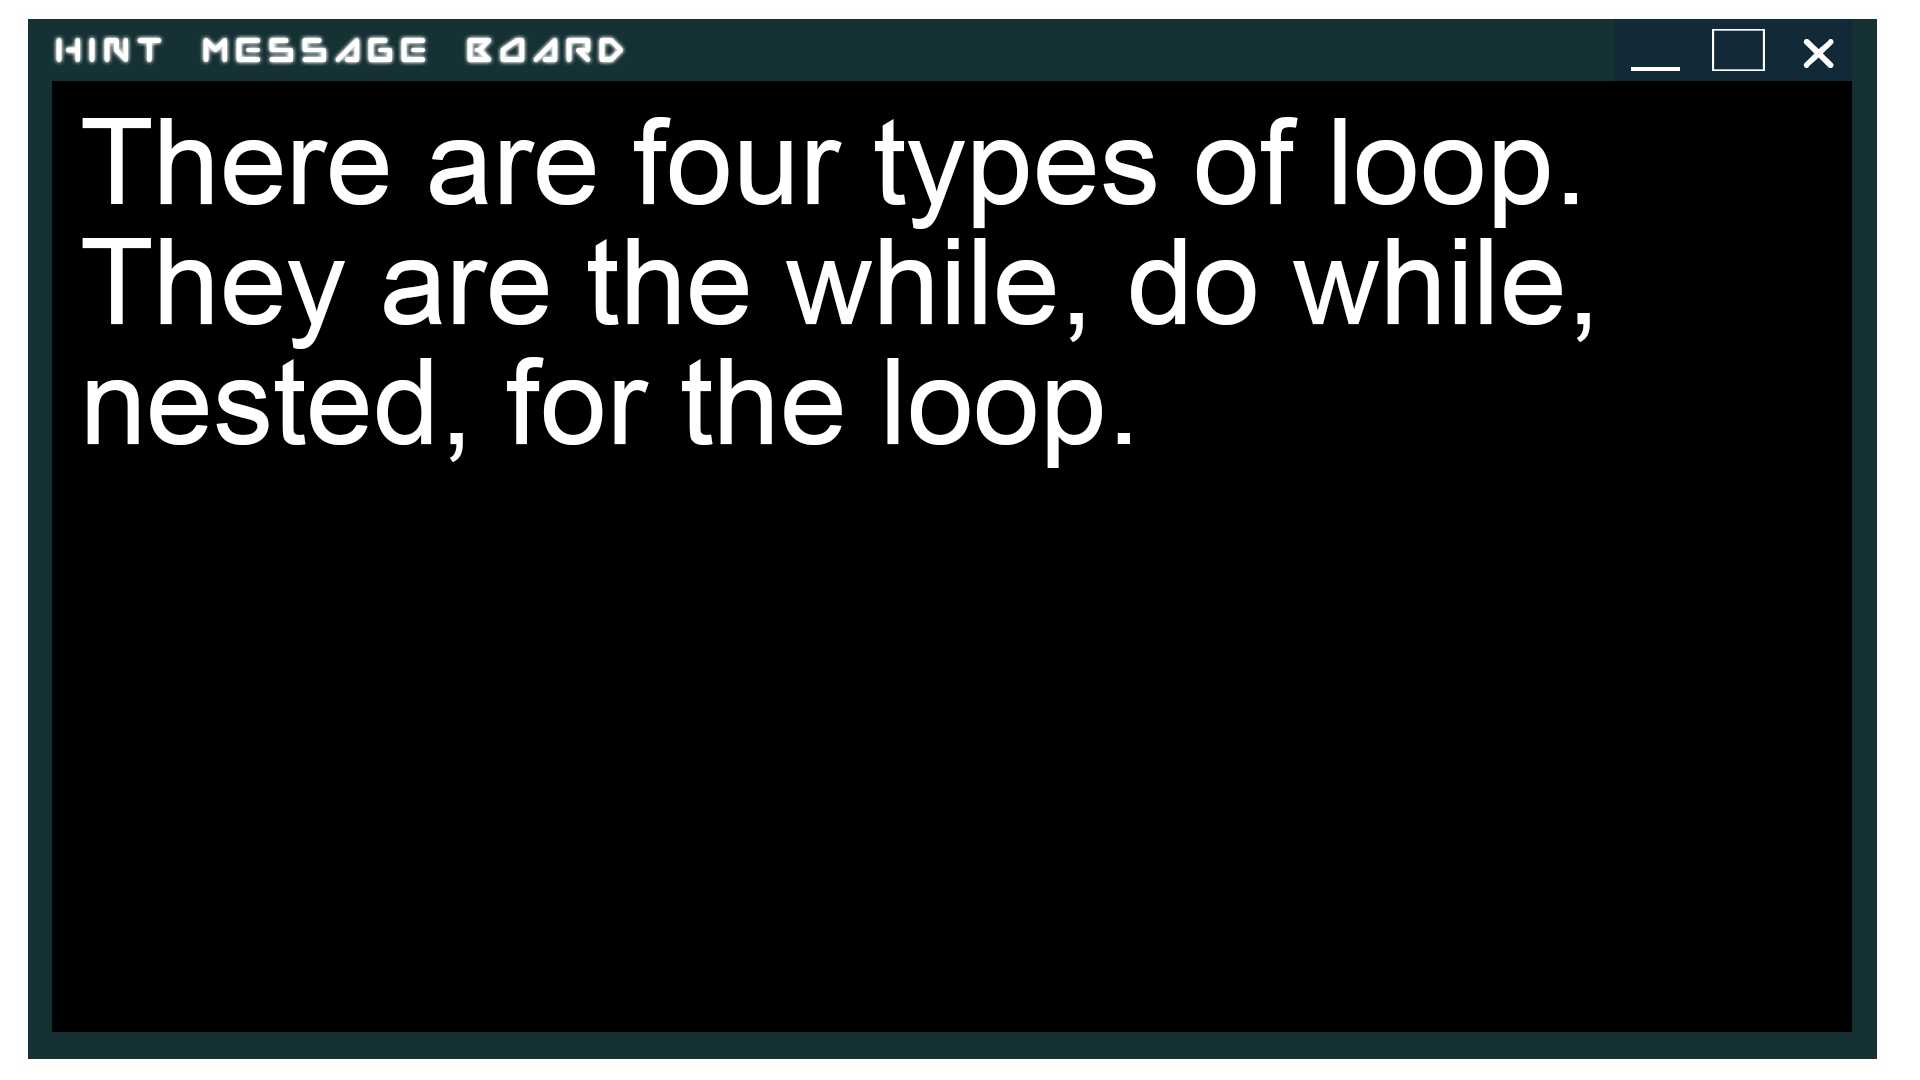 HINT MESSAGE BOARD
There are four types of loop.
They are the while, do while,
nested, for the loop.